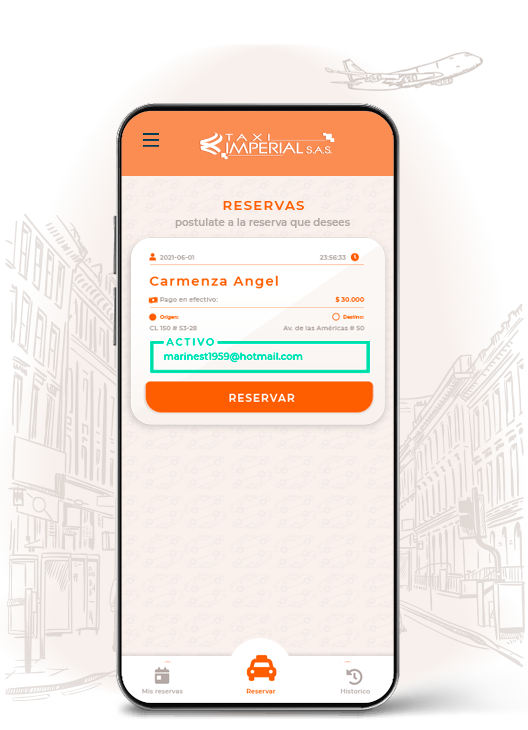 TAXI
IMPERIAL S.A.S.
RESERVAS
postulate a la reserva que desees
2021-06-01 23:56:33
Carmenza Angel
Pago en efectivo: $ 30.000
Origen: Destino:
CL 150 # 53-28 Av. de las Américas # 50
ACTIVO
marinest1959@hotmail.com
RESERVAR
Mis reservas Reservar Historico